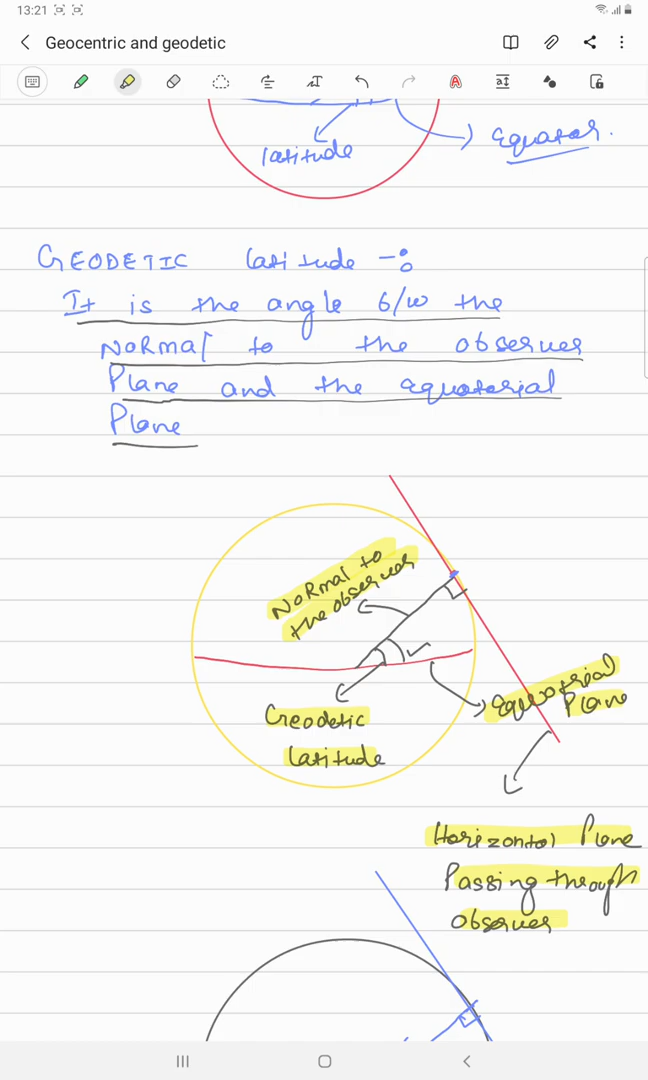 13:21
Geocentric and geodetic
latitude
equator.
GEODETIC latitude -:
It is the angle b/w the
NORMAL to the observer
Plane and the equatorial
Plane
NORMAL to
the observer
Equatorial
Plane
Geodetic
latitude
Horizontal Plane
Passing through
observer